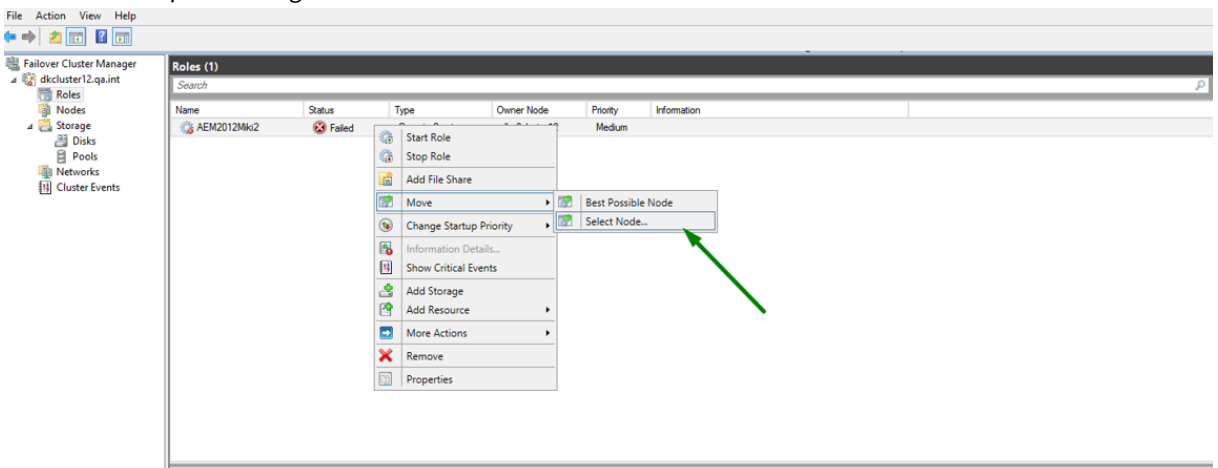 File Action View Help
Failover Cluster Manager
dkcluster12.qa.int
Roles
Nodes
Storage
Disks
Pools
Networks
Cluster Events
Roles (1)
Search
Name Status Type Owner Node Priority Information
AEM2012Miki2 Failed Medium
Start Role
Stop Role
Add File Share
Move
Change Startup Priority
Information Details...
Show Critical Events
Add Storage
Add Resource
More Actions
Remove
Properties
Best Possible Node
Select Node...